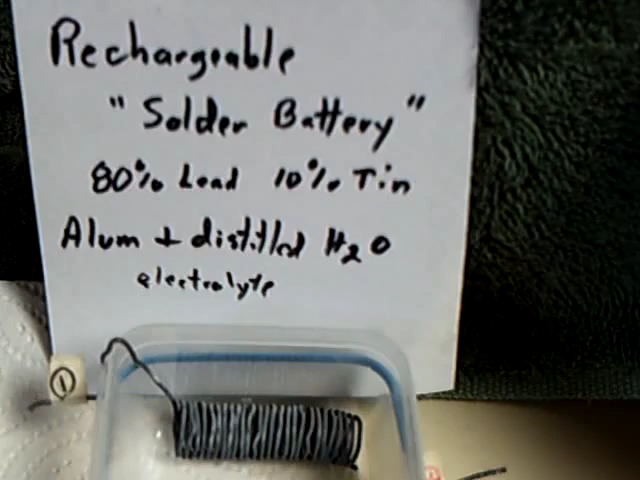 Rechargeable
"Solder Battery"
80% Lead 10% Tin
Alum + distilled H2O
electrolyte
1